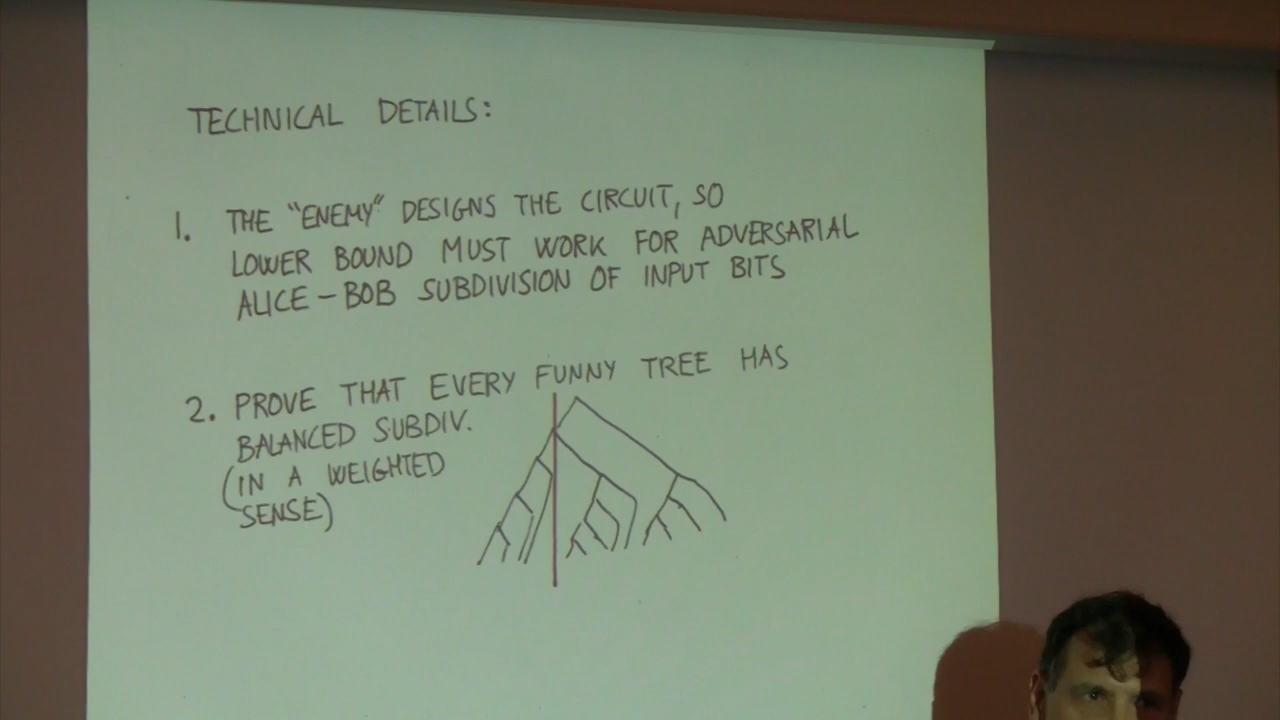 TECHNICAL DETAILS:
1. THE "ENEMY" DESIGNS THE CIRCUIT, SO
LOWER BOUND MUST WORK FOR ADVERSARIAL
ALICE-BOB SUBDIVISION OF INPUT BITS
2. PROVE THAT EVERY FUNNY TREE HAS
BALANCED SUBDIV.
(IN A WEIGHTED
SENSE)